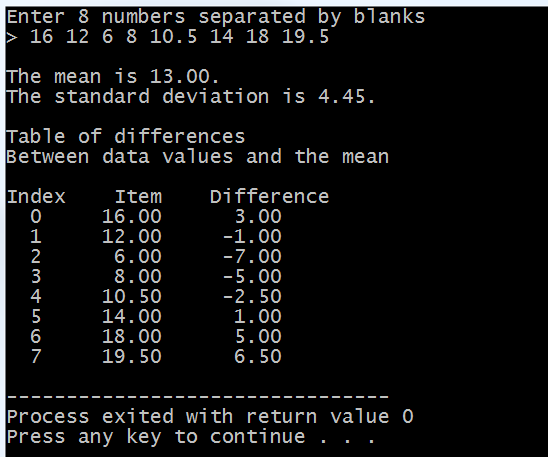 Enter 8 numbers separated by blanks
> 16 12 6 8 10.5 14 18 19.5
The mean is 13.00.
The standard deviation is 4.45.
Table of differences
Between data values and the mean
Index    Item    Difference
0     16.00      3.00
1     12.00     -1.00
2      6.00     -7.00
3      8.00     -5.00
4     10.50     -2.50
5     14.00      1.00
6     18.00      5.00
7     19.50      6.50
--------------------------------
Process exited with return value 0
Press any key to continue . . .